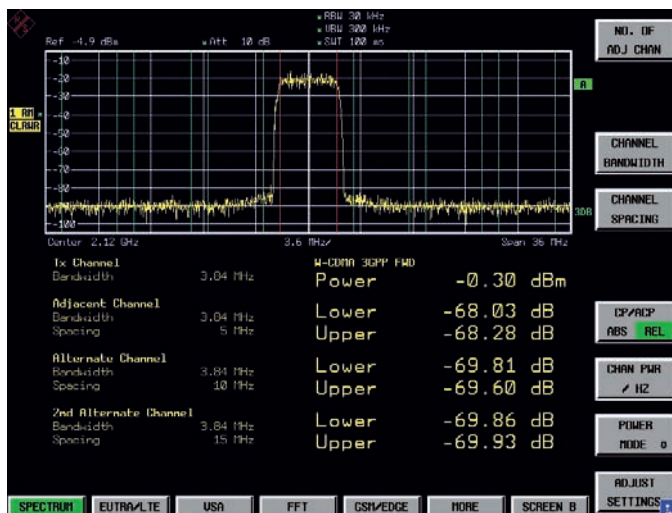 RBW 30 kHz
VBW 300 kHz
Ref -4.9 dBm Att 10 dB SWT 100 ms
NO. OF
ADJ CHAN
-10
-20
-30
-40
-50
-60
-70
-80
-90
-100
A
1 RM
CLRWR
3DB
CHANNEL
BANDWIDTH
CHANNEL
SPACING
Center 2.12 GHz 3.6 MHz/ Span 36 MHz
Tx Channel W-CDMA 3GPP FWD
Bandwidth 3.84 MHz Power -0.30 dBm
Adjacent Channel Lower -68.03 dB
Bandwidth 3.84 MHz Upper -68.28 dB
Spacing 5 MHz
Alternate Channel Lower -69.81 dB
Bandwidth 3.84 MHz Upper -69.60 dB
Spacing 10 MHz
2nd Alternate Channel Lower -69.86 dB
Bandwidth 3.84 MHz Upper -69.93 dB
Spacing 15 MHz
CP/ACP
ABS REL
CHAN PWR
/ HZ
POWER
MODE
ADJUST
SETTINGS
SPECTRUM EUTRA/LTE VSA FFT GSM/EDGE MORE SCREEN B